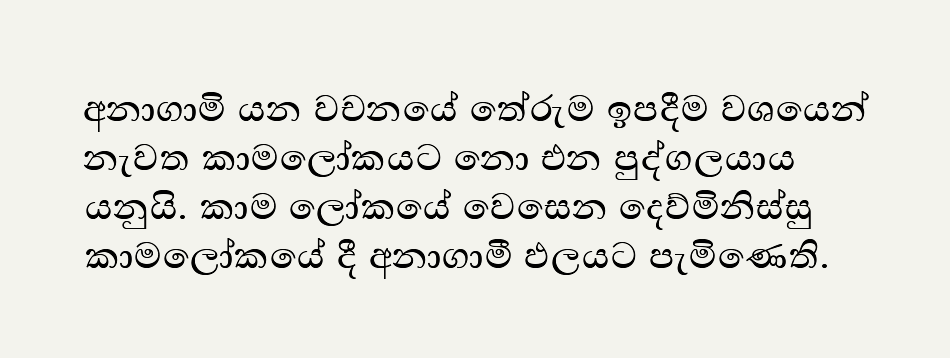 අනාගාමි යන වචනයේ තේරුම ඉපදීම වශයෙන්
නැවත කාමලෝකයට නො එන පුද්ගලයාය
යනුයි. කාම ලෝකයේ වෙසෙන දෙව්මිනිස්සු
කාමලෝකයේ දී අනාගාමී ඵලයට පැමිණෙති.